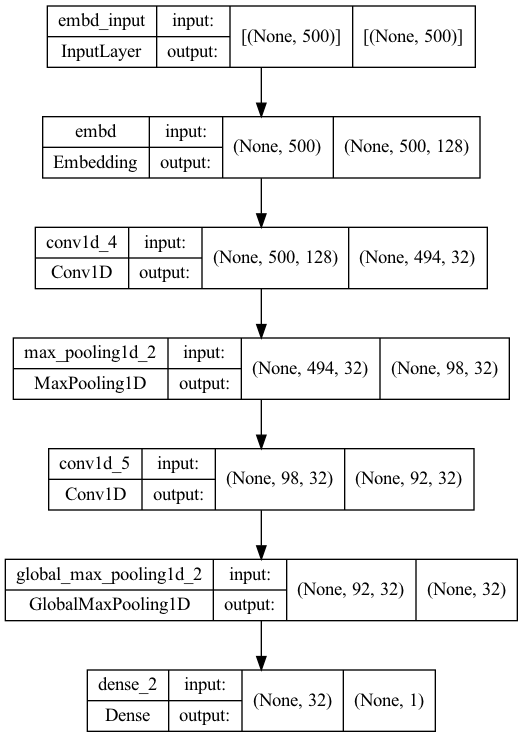 embd_input input: [(None, 500)] [(None, 500)]
InputLayer output:
embd input: (None, 500) (None, 500, 128)
Embedding output:
conv1d_4 input: (None, 500, 128) (None, 494, 32)
Conv1D output:
max_pooling1d_2 input: (None, 494, 32) (None, 98, 32)
MaxPooling1D output:
conv1d_5 input: (None, 98, 32) (None, 92, 32)
Conv1D output:
global_max_pooling1d_2 input: (None, 92, 32) (None, 32)
GlobalMaxPooling1D output:
dense_2 input: (None, 32) (None, 1)
Dense output: